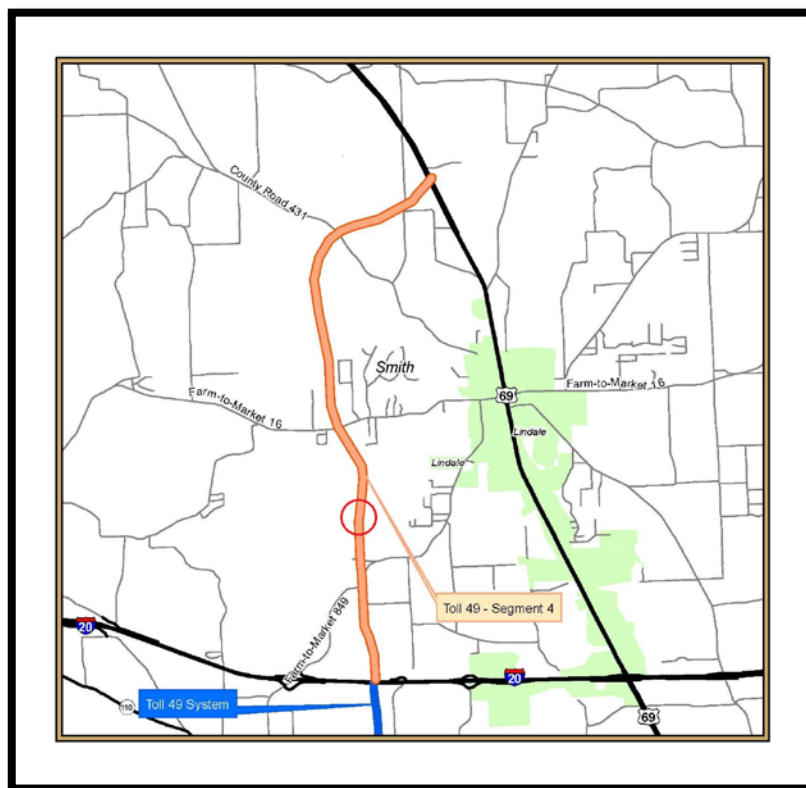 County Road 431
Smith
Farm-to-Market 16
69
Farm-to-Market 16
Lindale
Lindale
Toll 49 - Segment 4
Farm-to-Market 849
20
20
110
Toll 49 System
69